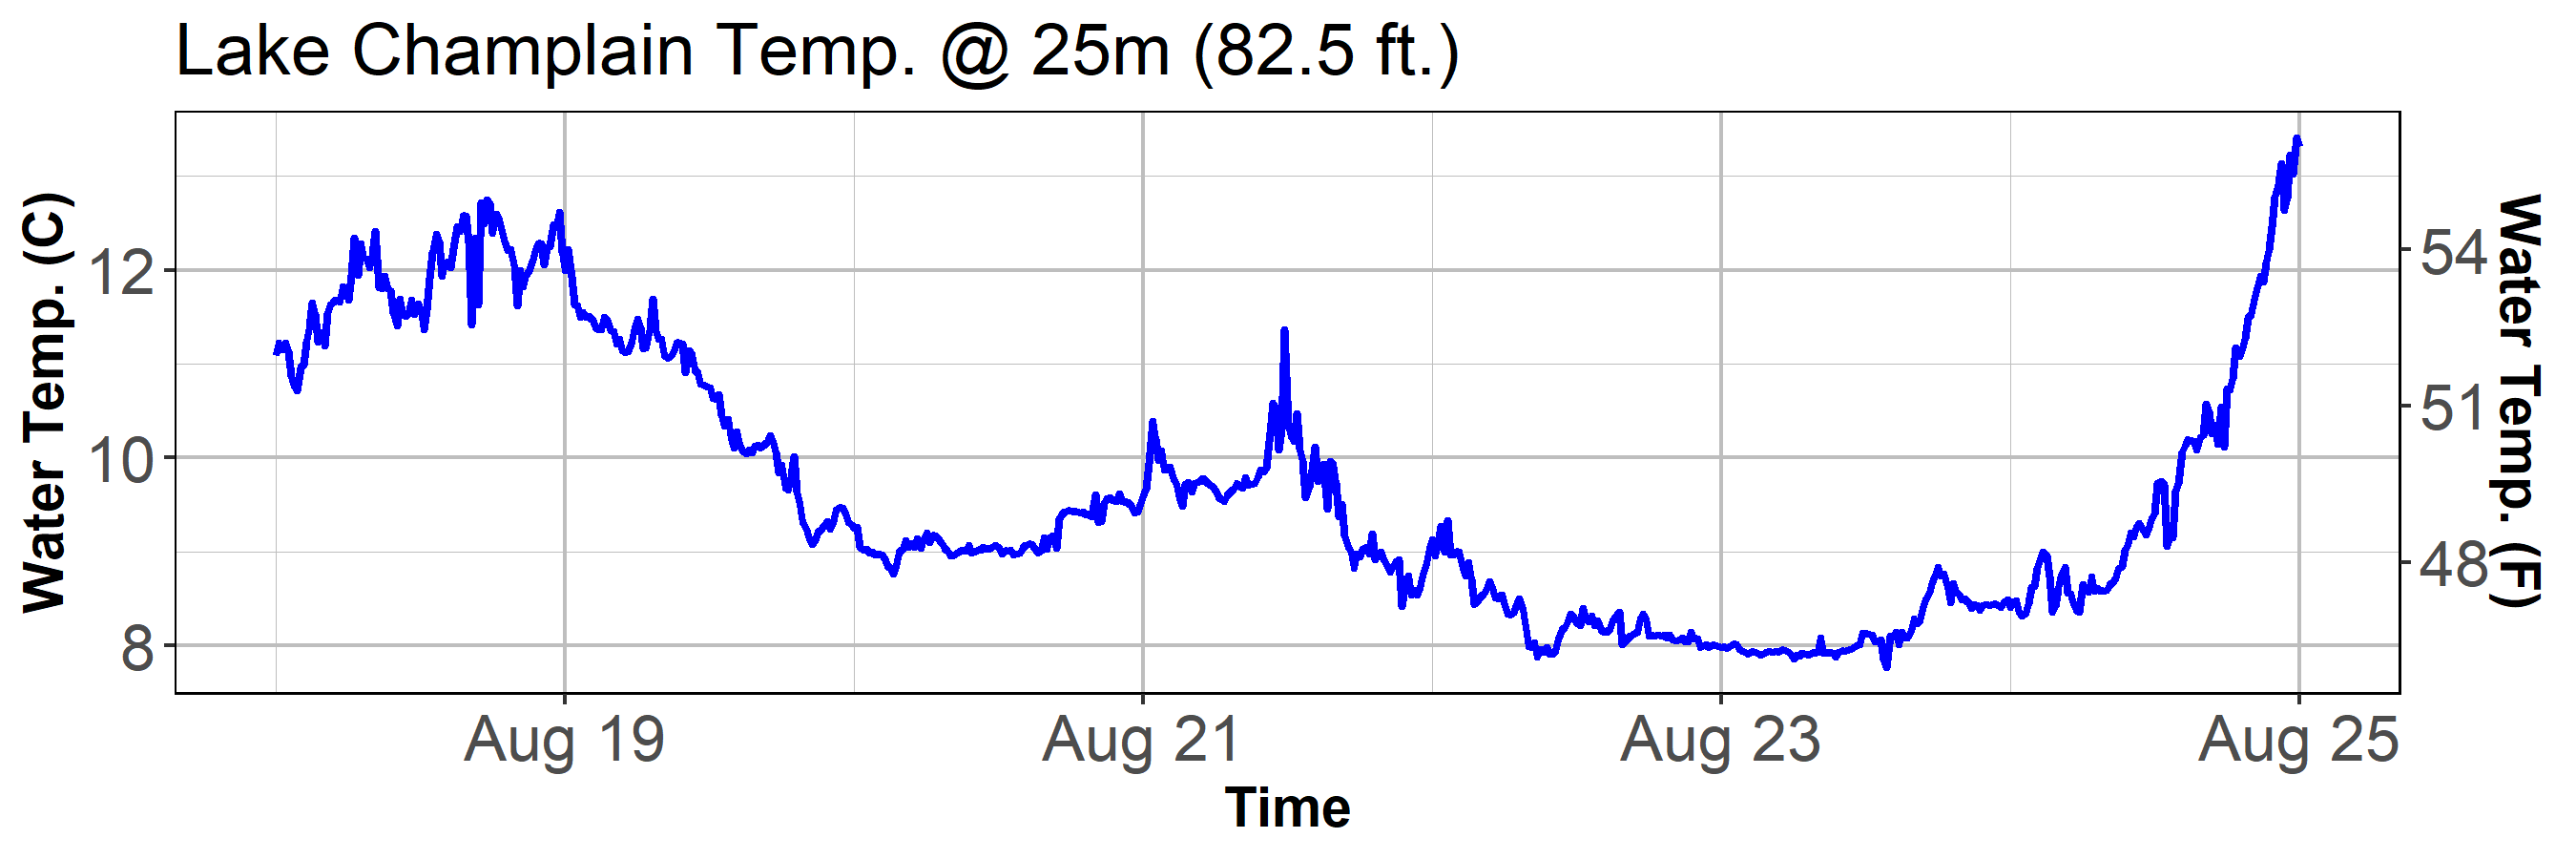 Lake Champlain Temp. @ 25m (82.5 ft.)
Water Temp. (C)
12
10
8
54
51
48
Water Temp. (F)
Aug 19
Aug 21
Aug 23
Aug 25
Time